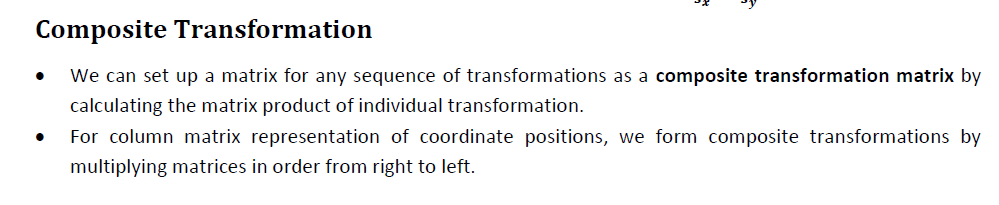 Composite Transformation
• We can set up a matrix for any sequence of transformations as a composite transformation matrix by
calculating the matrix product of individual transformation.
• For column matrix representation of coordinate positions, we form composite transformations by
multiplying matrices in order from right to left.